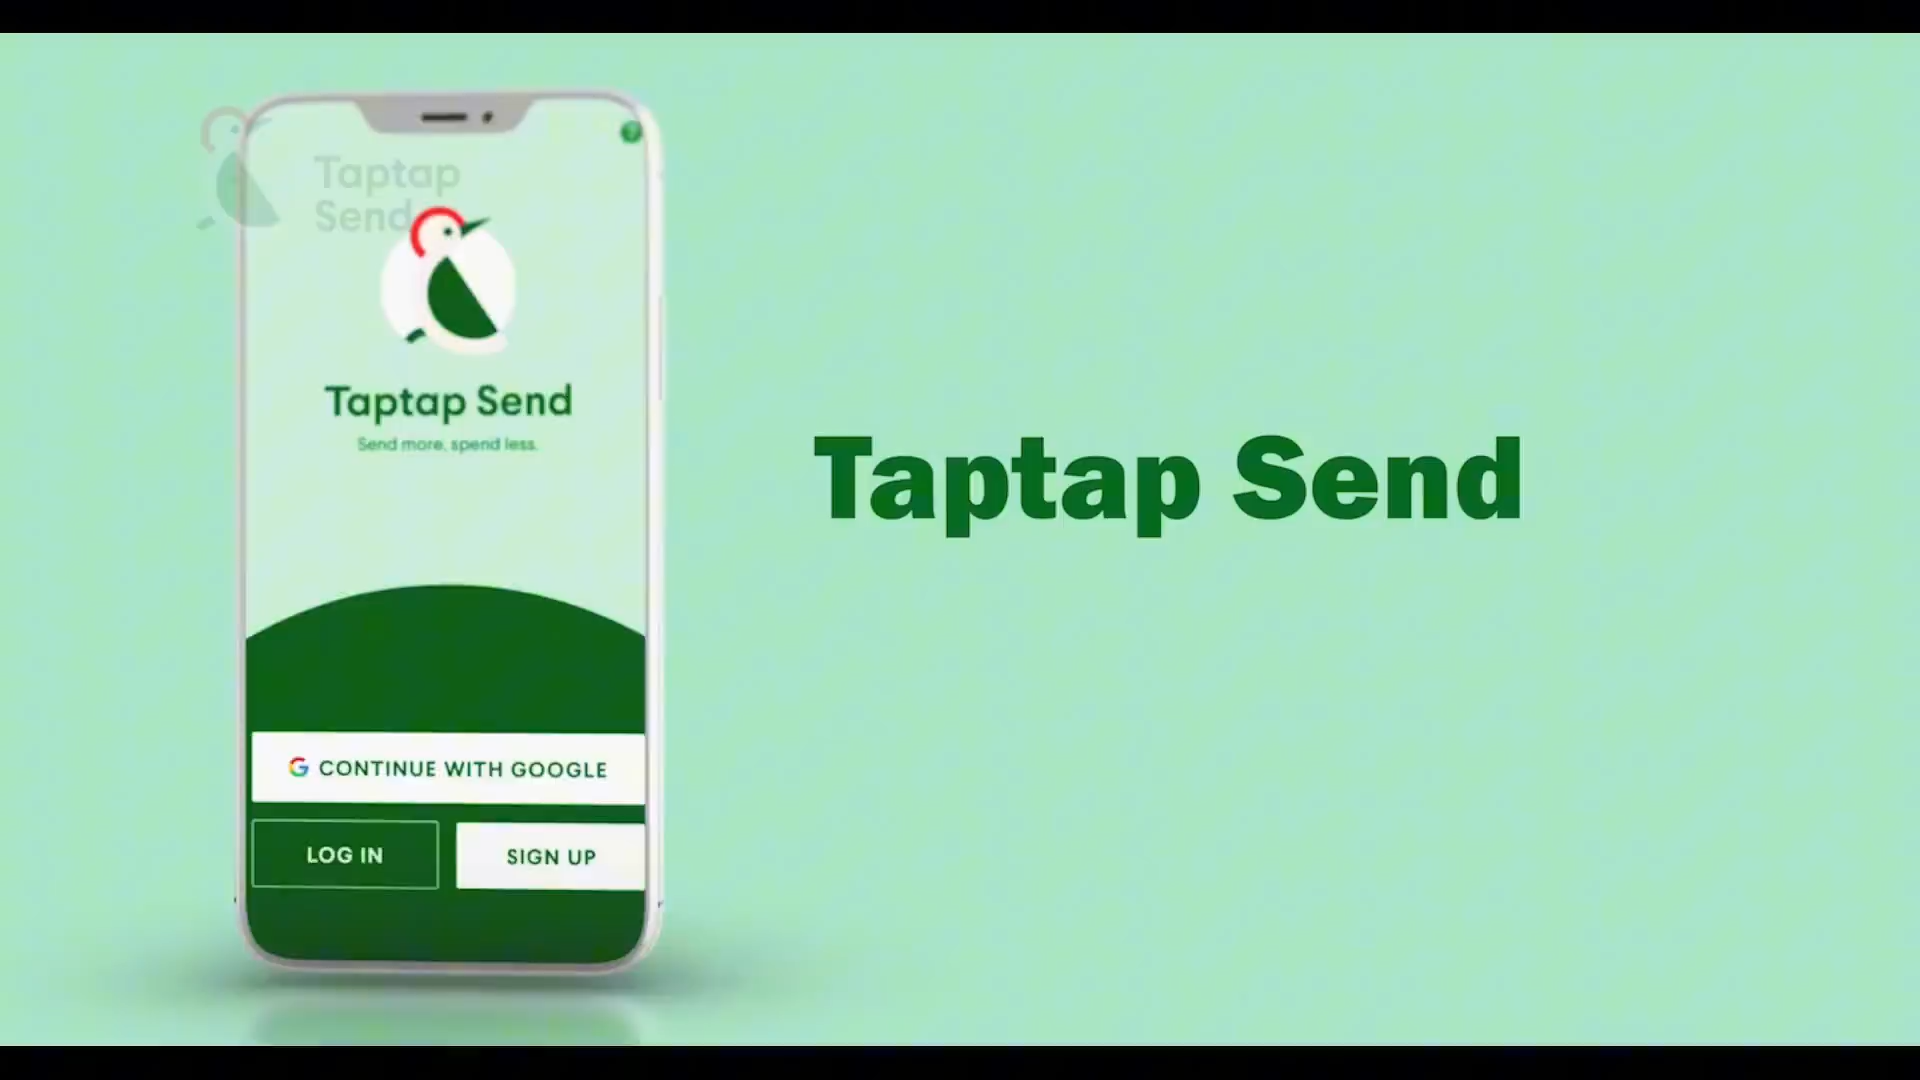 Taptap
Send
Taptap Send
Send more, spend less.
CONTINUE WITH GOOGLE
LOG IN
SIGN UP
Taptap Send